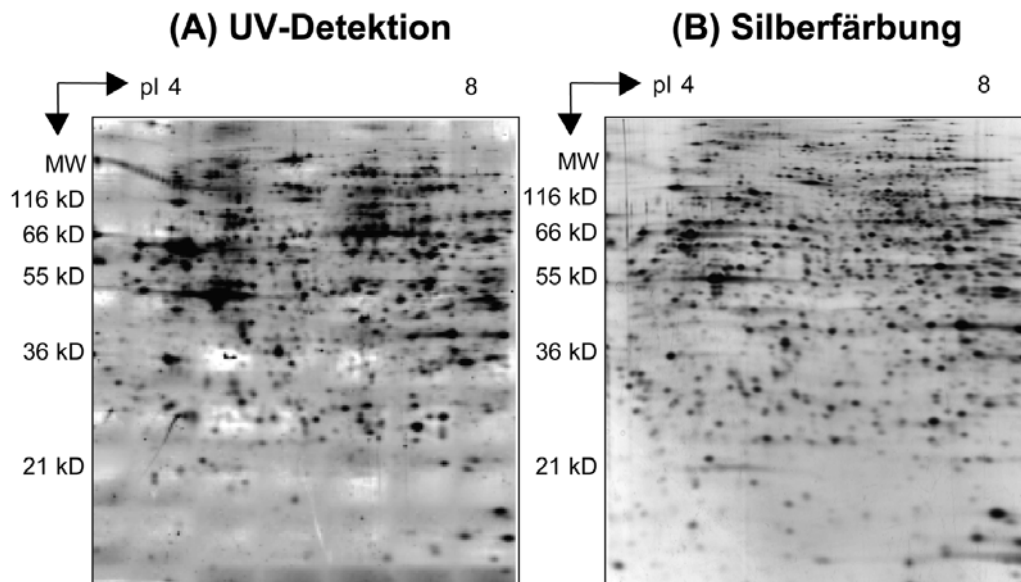 (A) UV-Detektion
pI 4 8
MW
116 kD
66 kD
55 kD
36 kD
21 kD
(B) Silberfärbung
pI 4 8
MW
116 kD
66 kD
55 kD
36 kD
21 kD